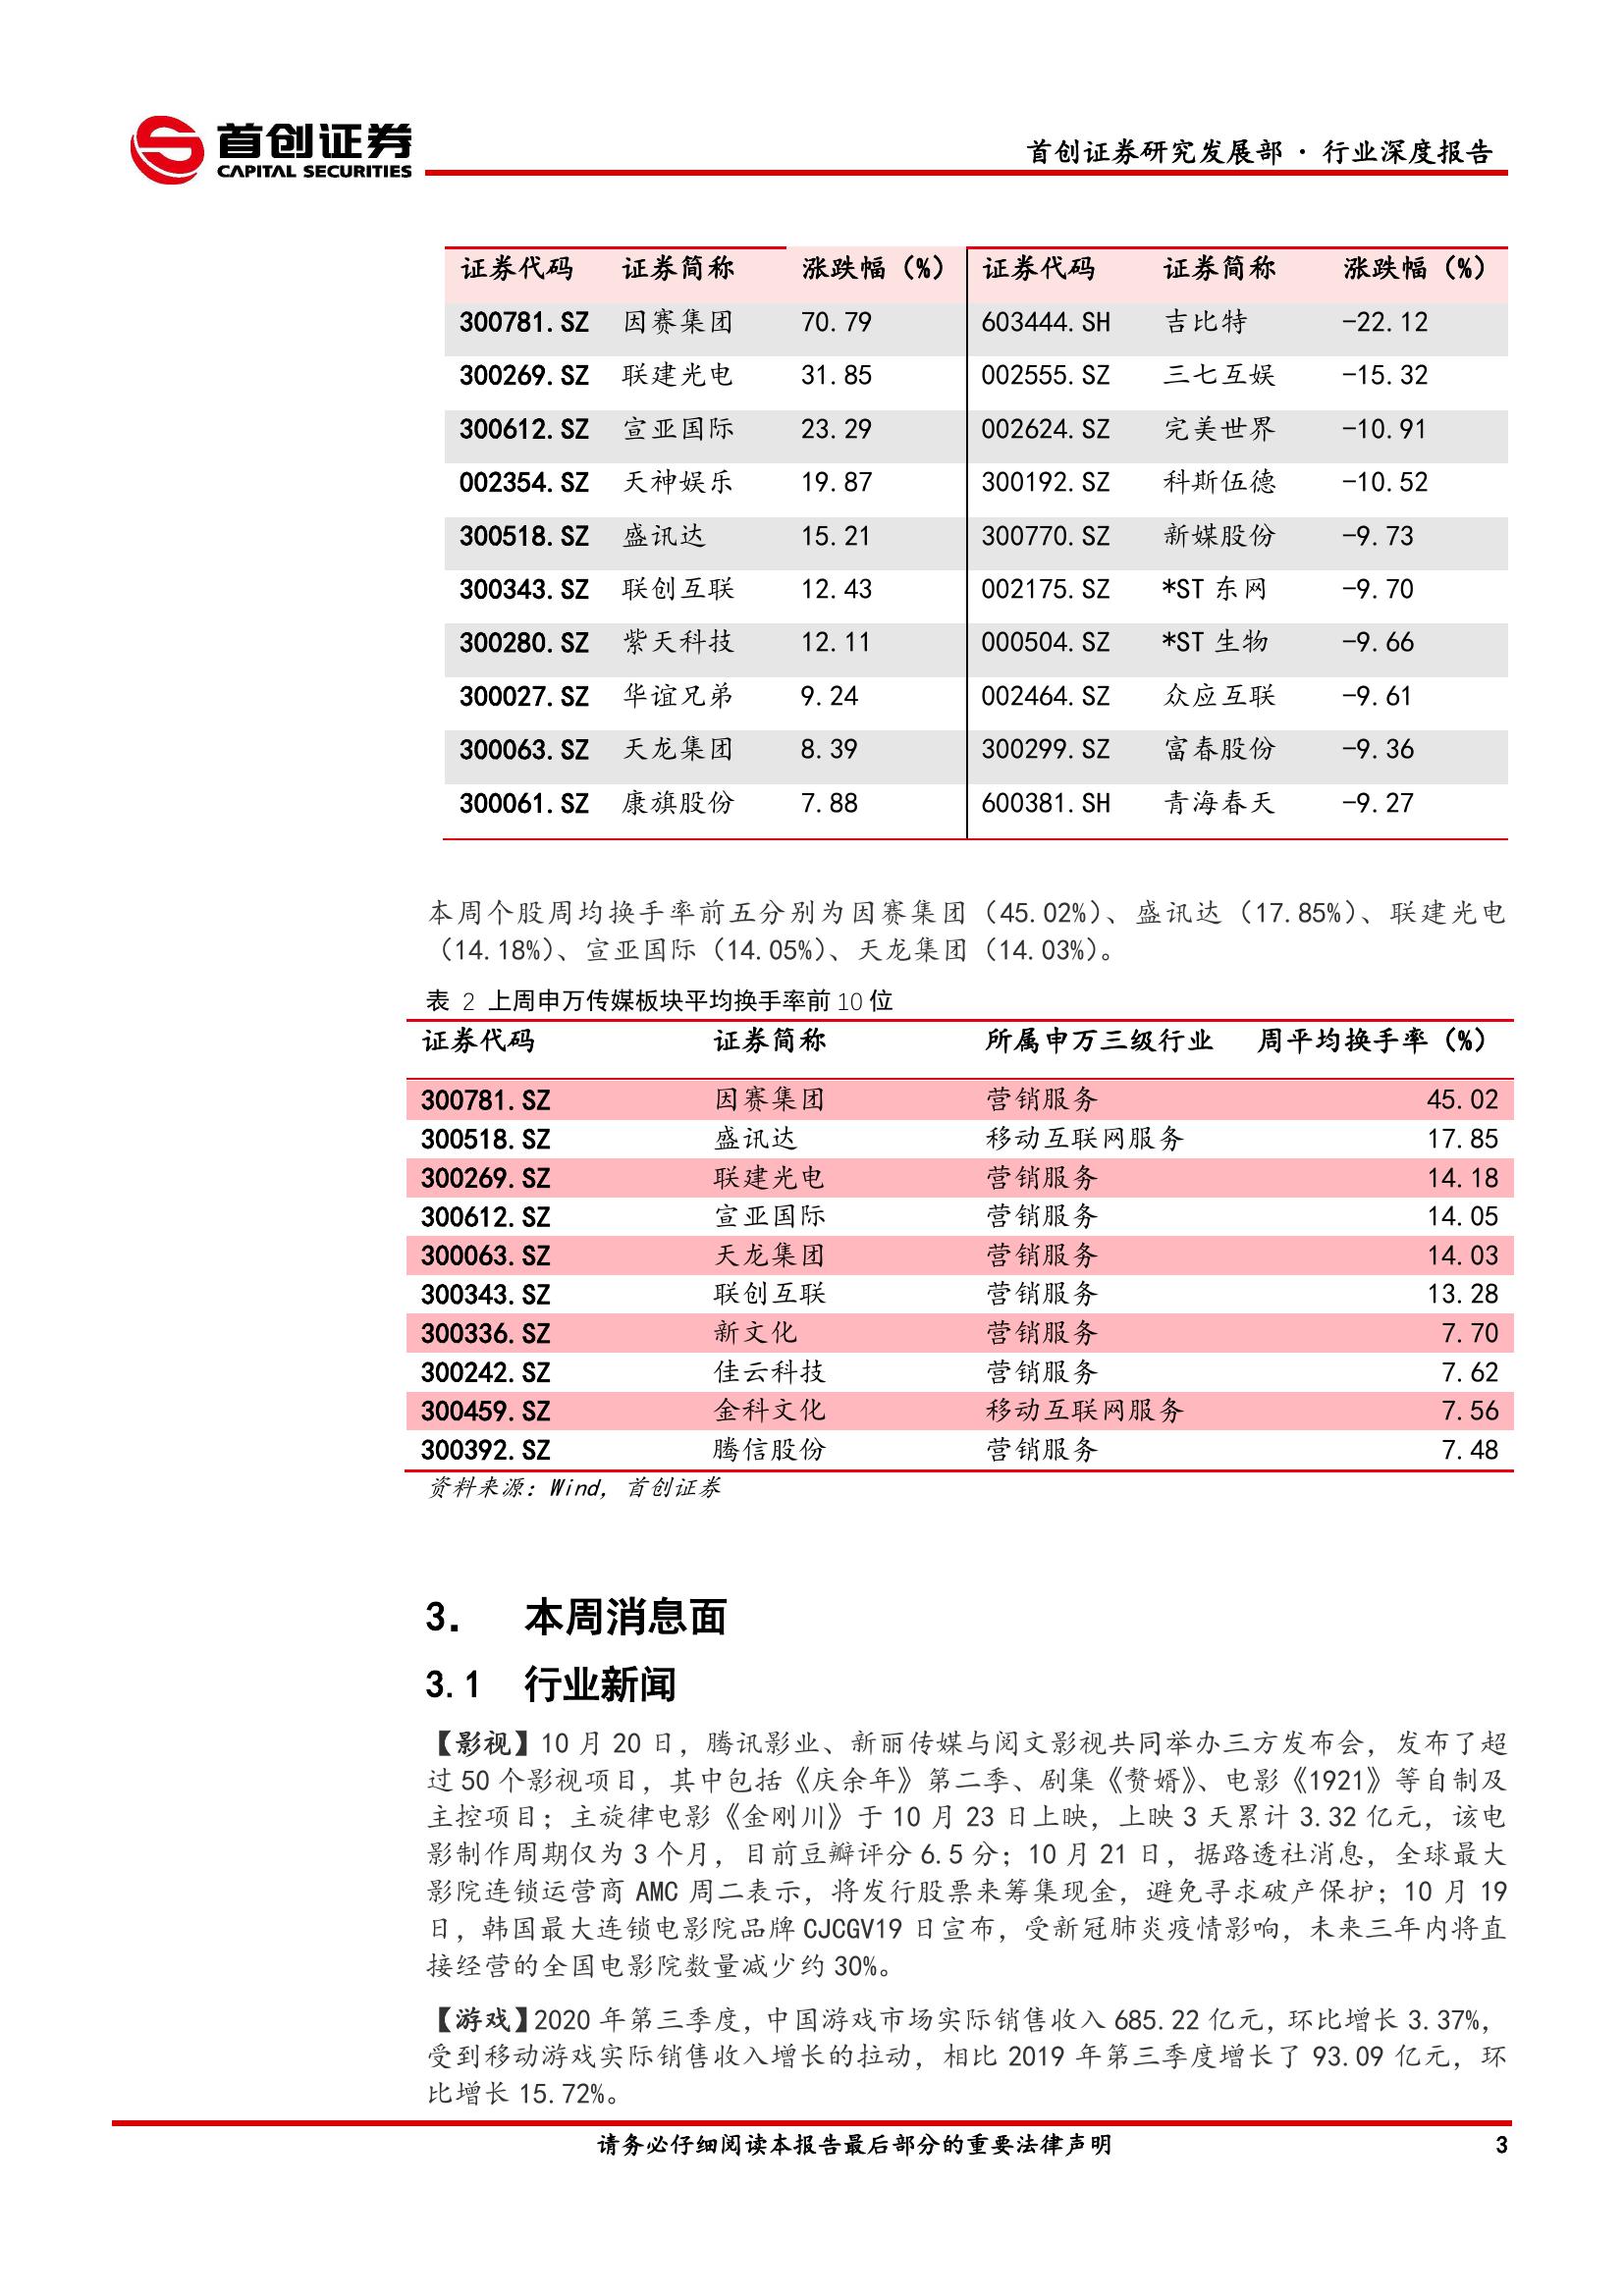 首创证券
CAPITAL SECURITIES
首创证券研究发展部 · 行业深度报告
证券代码 证券简称 涨跌幅（%） 证券代码 证券简称 涨跌幅（%）
300781.SZ 因赛集团 70.79 603444.SH 吉比特 -22.12
300269.SZ 联建光电 31.85 002555.SZ 三七互娱 -15.32
300612.SZ 宣亚国际 23.29 002624.SZ 完美世界 -10.91
002354.SZ 天神娱乐 19.87 300192.SZ 科斯伍德 -10.52
300518.SZ 盛讯达 15.21 300770.SZ 新媒股份 -9.73
300343.SZ 联创互联 12.43 002175.SZ *ST 东网 -9.70
300280.SZ 紫天科技 12.11 000504.SZ *ST 生物 -9.66
300027.SZ 华谊兄弟 9.24 002464.SZ 众应互联 -9.61
300063.SZ 天龙集团 8.39 300299.SZ 富春股份 -9.36
300061.SZ 康旗股份 7.88 600381.SH 青海春天 -9.27
本周个股周均换手率前五分别为因赛集团（45.02%）、盛讯达（17.85%）、联建光电
（14.18%）、宣亚国际（14.05%）、天龙集团（14.03%）。
表 2 上周申万传媒板块平均换手率前 10 位
证券代码 证券简称 所属申万三级行业 周平均换手率（%）
300781.SZ 因赛集团 营销服务 45.02
300518.SZ 盛讯达 移动互联网服务 17.85
300269.SZ 联建光电 营销服务 14.18
300612.SZ 宣亚国际 营销服务 14.05
300063.SZ 天龙集团 营销服务 14.03
300343.SZ 联创互联 营销服务 13.28
300336.SZ 新文化 营销服务 7.70
300242.SZ 佳云科技 营销服务 7.62
300459.SZ 金科文化 移动互联网服务 7.56
300392.SZ 腾信股份 营销服务 7.48
资料来源：Wind，首创证券
3. 本周消息面
3.1 行业新闻
【影视】10 月 20 日，腾讯影业、新丽传媒与阅文影视共同举办三方发布会，发布了超
过 50 个影视项目，其中包括《庆余年》第二季、剧集《赘婿》、电影《1921》等自制及
主控项目；主旋律电影《金刚川》于 10 月 23 日上映，上映 3 天累计 3.32 亿元，该电
影制作周期仅为 3 个月，目前豆瓣评分 6.5 分；10 月 21 日，据路透社消息，全球最大
影院连锁运营商 AMC 周二表示，将发行股票来筹集现金，避免寻求破产保护；10 月 19
日，韩国最大连锁电影院品牌 CJCGV19 日宣布，受新冠肺炎疫情影响，未来三年内将直
接经营的全国电影院数量减少约 30%。
【游戏】2020 年第三季度，中国游戏市场实际销售收入 685.22 亿元，环比增长 3.37%，
受到移动游戏实际销售收入增长的拉动，相比 2019 年第三季度增长了 93.09 亿元，环
比增长 15.72%。
请务必仔细阅读本报告最后部分的重要法律声明 3